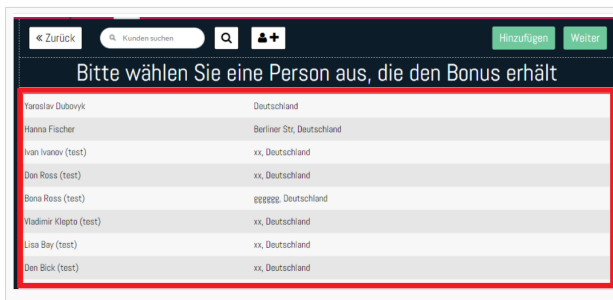 « Zurück
Kunden suchen
Hinzufügen
Weiter
Bitte wählen Sie eine Person aus, die den Bonus erhält
Yaroslav Dubovyk Deutschland
Hanna Fischer Berliner Str, Deutschland
Ivan Ivanov (test) xx, Deutschland
Don Ross (test) xx, Deutschland
Bona Ross (test) gggggg, Deutschland
Vladimir Klepto (test) xx, Deutschland
Lisa Bay (test) xx, Deutschland
Den Bick (test) xx, Deutschland